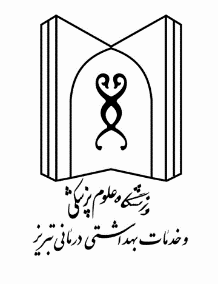 دانشگاه علوم پزشکی
و خدمات بهداشتی درمانی تبریز